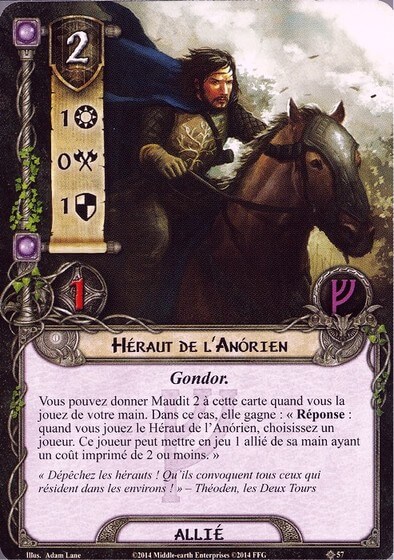 2
1
0
1
1
HÉRAUT DE L'ANÓRIEN
Gondor.
Vous pouvez donner Maudit 2 à cette carte quand vous la
jouez de votre main. Dans ce cas, elle gagne : « Réponse :
quand vous jouez le Héraut de l'Anórien, choisissez un
joueur. Ce joueur peut mettre en jeu 1 allié de sa main ayant
un coût imprimé de 2 ou moins. »
« Dépêchez les hérauts ! Qu'ils convoquent tous ceux qui
résident dans les environs ! » – Théoden, les Deux Tours
ALLIÉ
Illus. Adam Lane ©2014 Middle-earth Enterprises ©2014 FFG 57